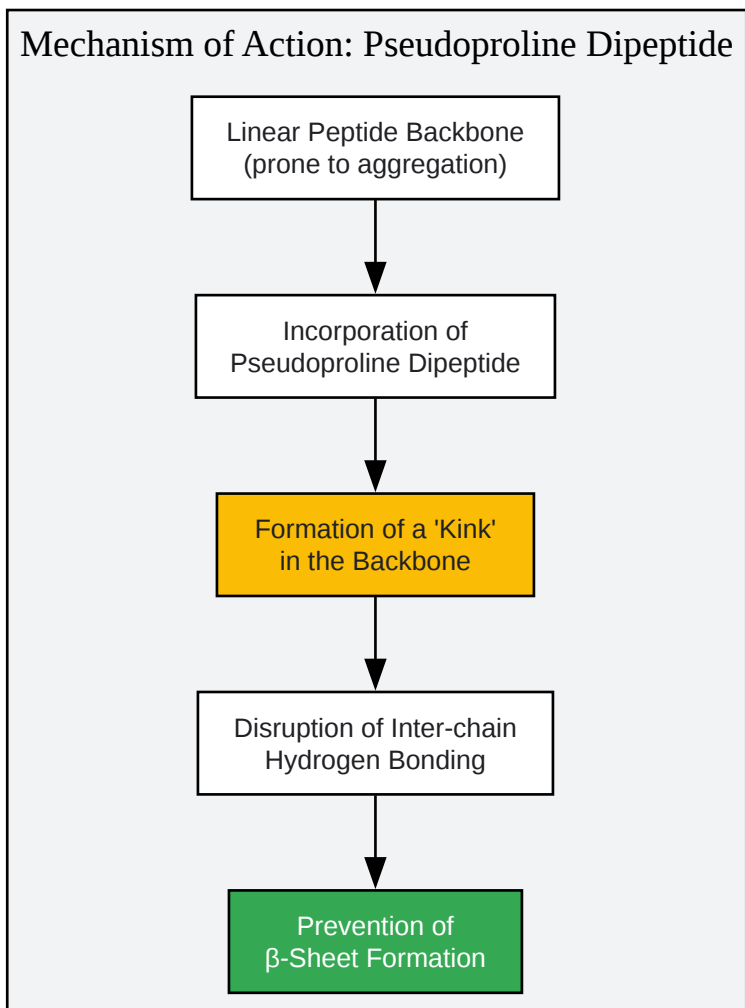 Mechanism of Action: Pseudoproline Dipeptide
Linear Peptide Backbone
(prone to aggregation)
Incorporation of
Pseudoproline Dipeptide
Formation of a 'Kink'
in the Backbone
Disruption of Inter-chain
Hydrogen Bonding
Prevention of
β-Sheet Formation